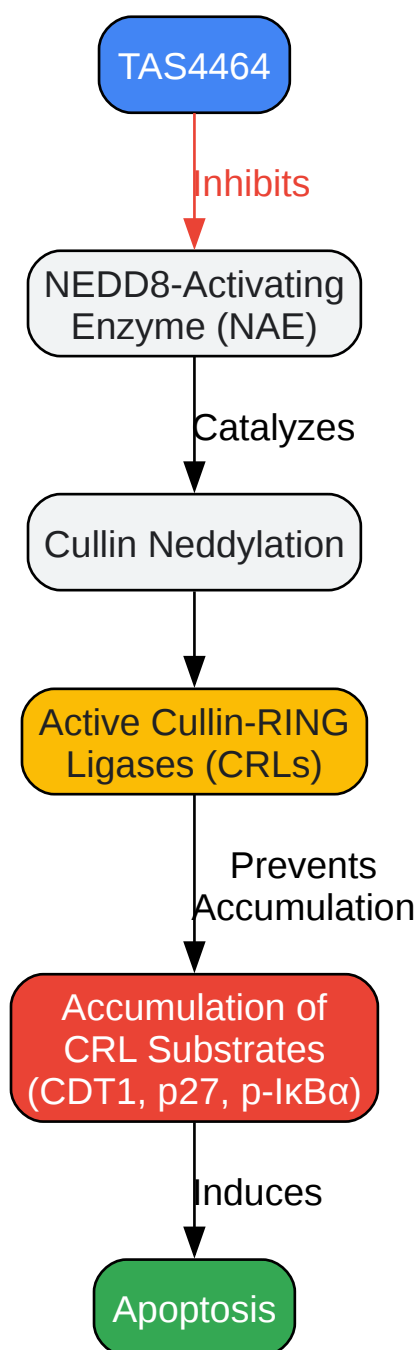 TAS4464
Inhibits
NEDD8-Activating
Enzyme (NAE)
Catalyzes
Cullin Neddylation
Active Cullin-RING
Ligases (CRLs)
Prevents
Accumulation
Accumulation of
CRL Substrates
(CDT1, p27, p-IκBα)
Induces
Apoptosis